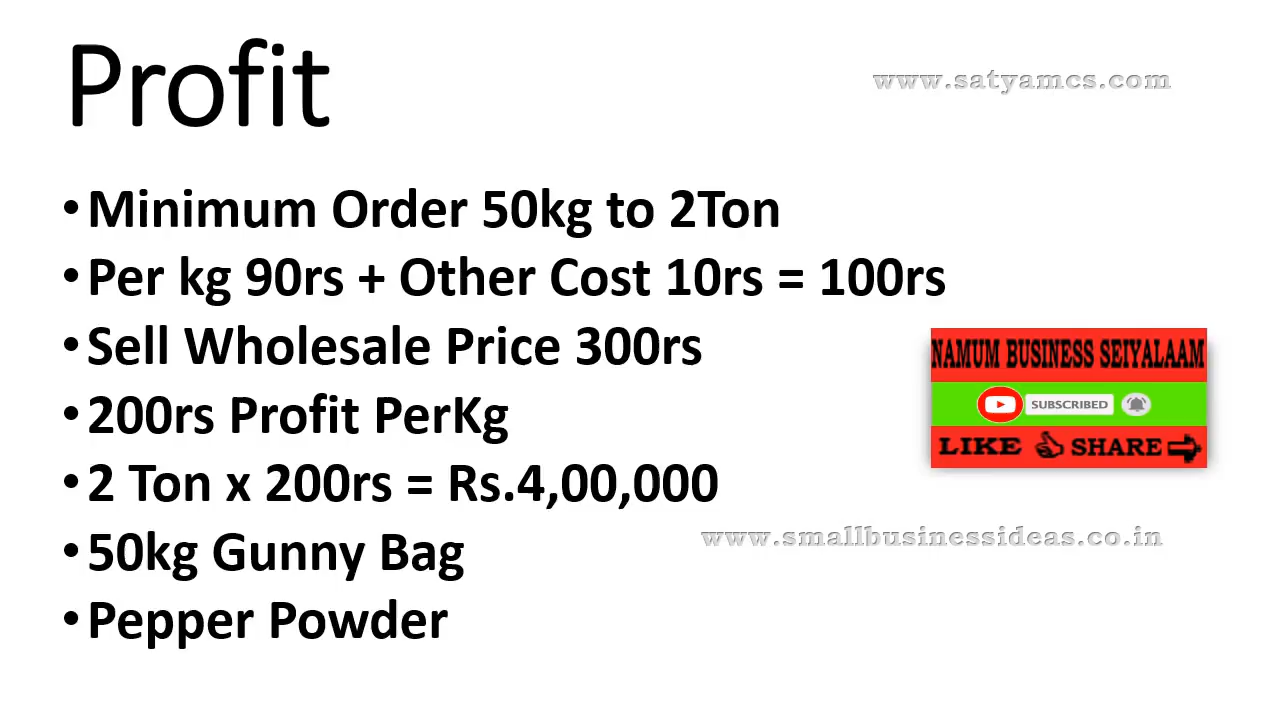 Profit
www.satyamcs.com
• Minimum Order 50kg to 2Ton
• Per kg 90rs + Other Cost 10rs = 100rs
• Sell Wholesale Price 300rs
NAMUM BUSINESS SEIYALAAM
SUBSCRIBED
LIKE SHARE
• 200rs Profit PerKg
• 2 Ton x 200rs = Rs.4,00,000
www.smallbusinessideas.co.in
• 50kg Gunny Bag
• Pepper Powder